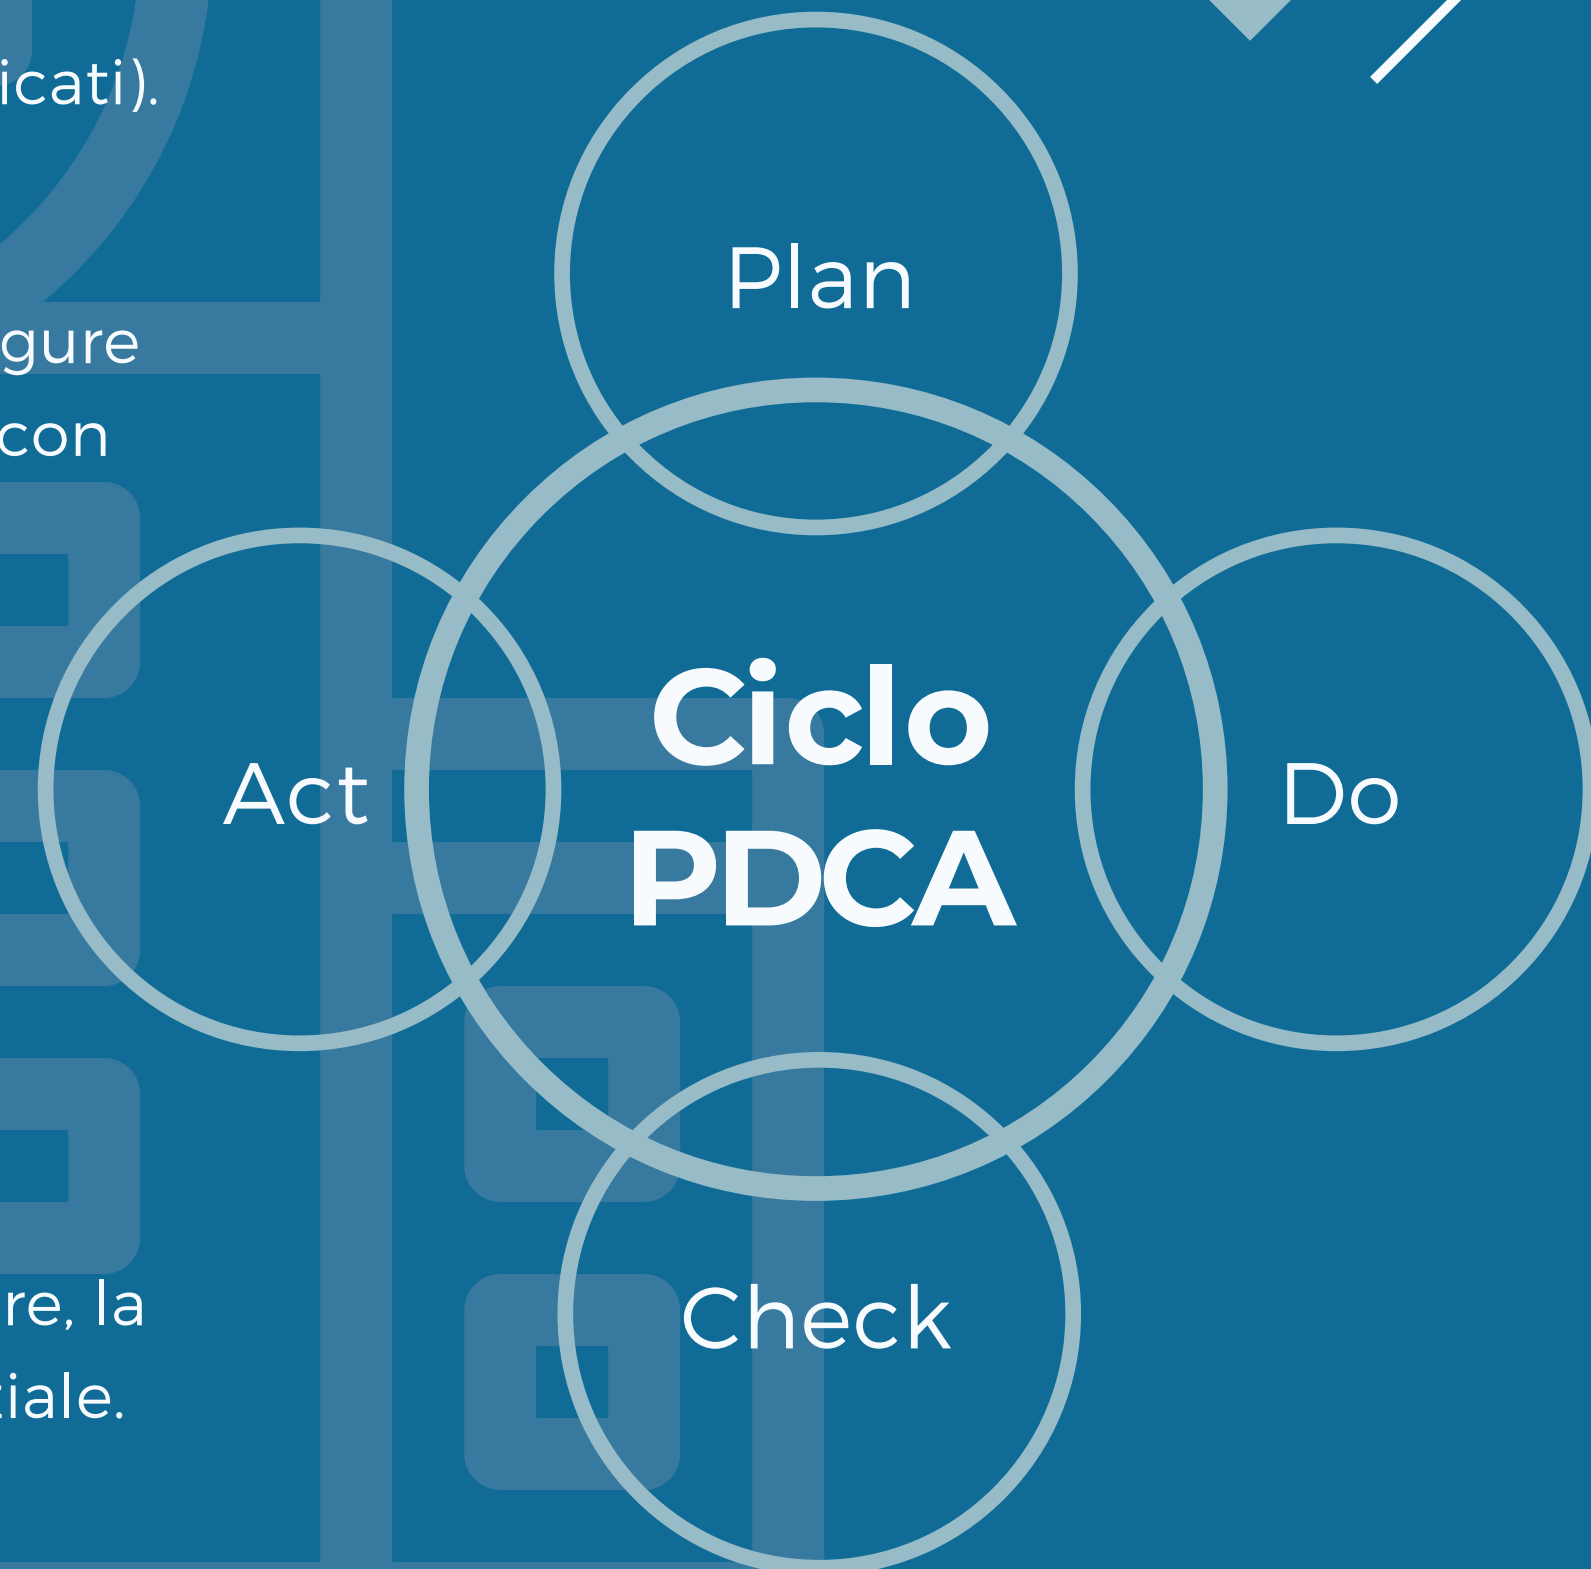 icati).
gure
con
re, la
iale.
Plan
Act
Ciclo
PDCA
Do
Check